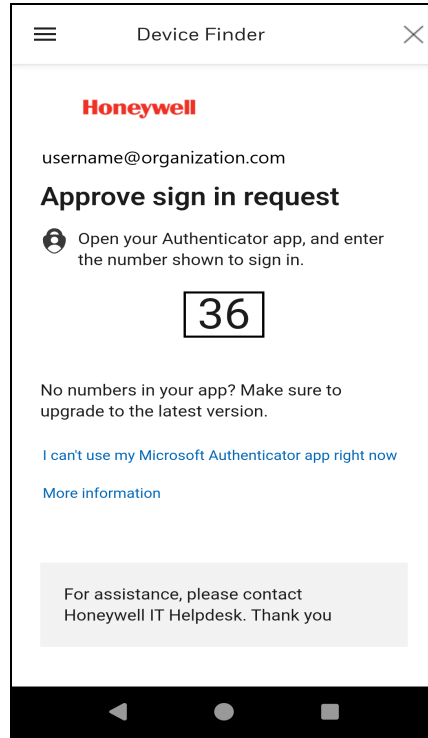 Device Finder
Honeywell
username@organization.com
Approve sign in request
Open your Authenticator app, and enter
the number shown to sign in.
36
No numbers in your app? Make sure to
upgrade to the latest version.
I can't use my Microsoft Authenticator app right now
More information
For assistance, please contact
Honeywell IT Helpdesk. Thank you